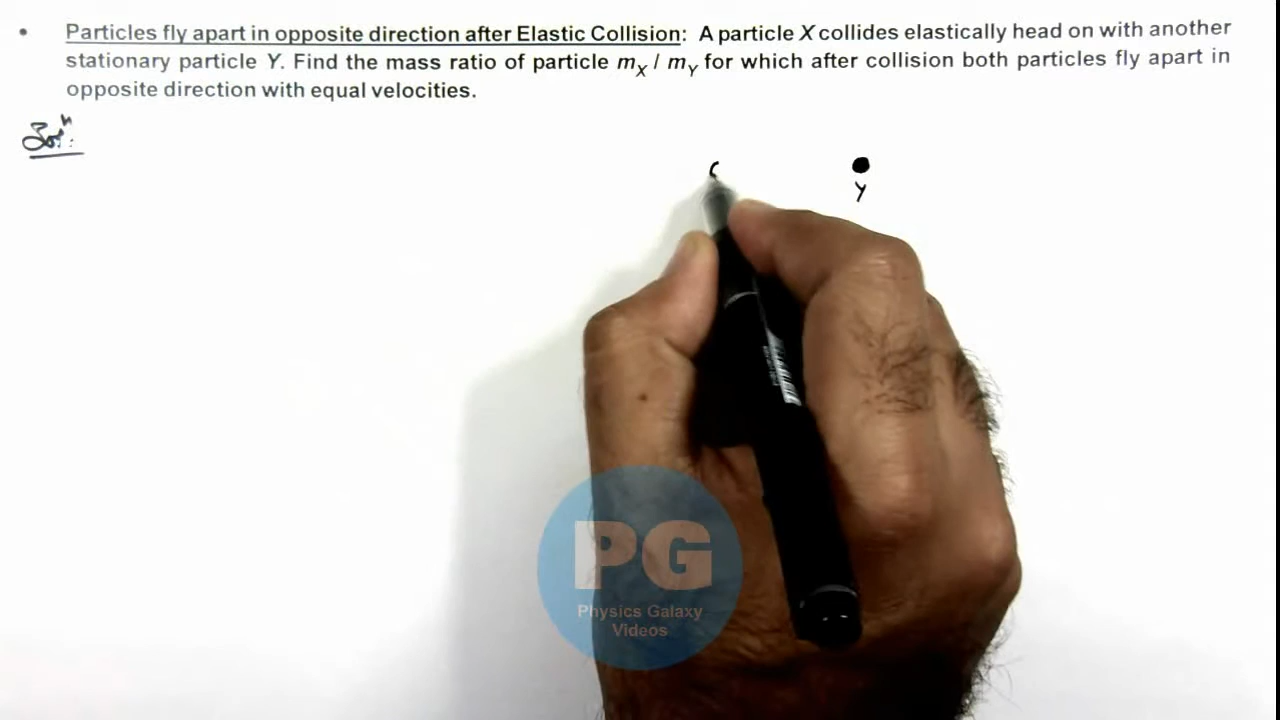 • Particles fly apart in opposite direction after Elastic Collision: A particle X collides elastically head on with another
stationary particle Y. Find the mass ratio of particle mX / mY for which after collision both particles fly apart in
opposite direction with equal velocities.
Solⁿ:
Y
PG
Physics Galaxy
Videos